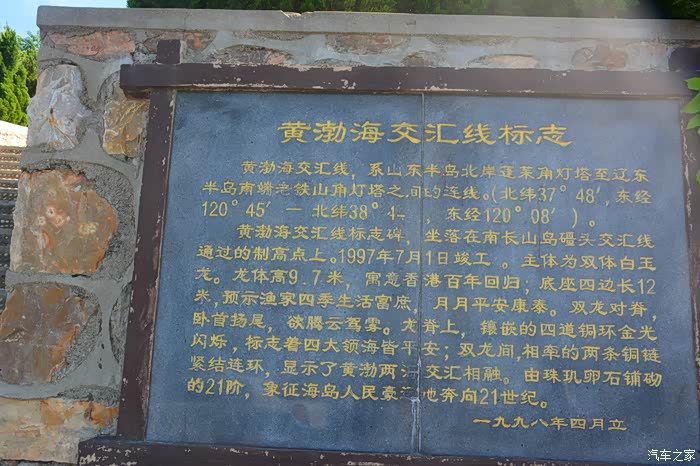 黄渤海交汇线标志
黄渤海交汇线，系山东半岛北岸蓬莱角灯塔至辽东
半岛南端老铁山角灯塔之间的连线。(北纬37°48′，东经
120°45′—北纬38°4 ，东经120°08′)。
黄渤海交汇线标志碑，坐落在南长山岛礓头交汇线
通过的制高点上。1997年7月1日竣工。主体为双体白玉
龙。龙体高9.7米，寓意香港百年回归；底座四边长12
米，预示渔家四季生活富庶，月月平安康泰。双龙对脊，
卧首扬尾，欲腾云驾雾。龙脊上，镶嵌的四道铜环金光
闪烁，标志着四大领海皆平安；双龙间，相牵的两条铜链
紧结连环，显示了黄渤两海交汇相融。由珠玑卵石铺砌
的21阶，象征海岛人民豪 地奔向21世纪。
一九九八年四月立
汽车之家